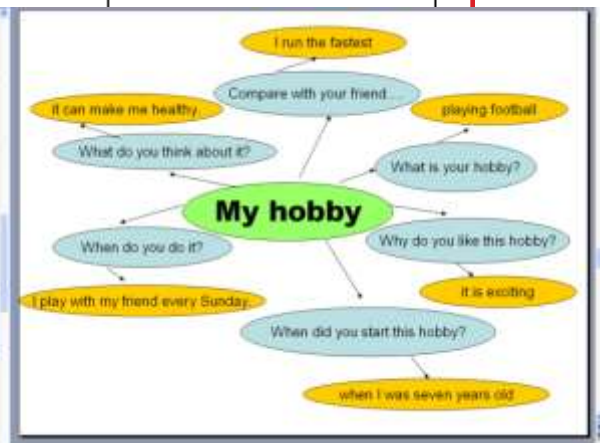 I run the fastest
Compare with your friend....
it can make me healthy.
playing football
What do you think about it?
What is your hobby?
My hobby
When do you do it?
Why do you like this hobby?
I play with my friend every Sunday.
it is exciting
When did you start this hobby?
when I was seven years old